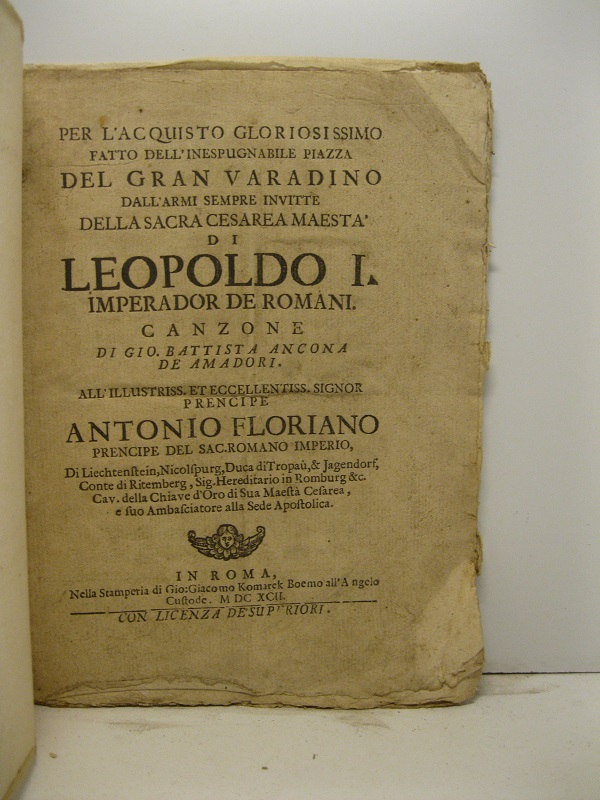 PER L'ACQUISTO GLORIOSISSIMO
FATTO DELL'INESPUGNABILE PIAZZA
DEL GRAN VARADINO
DALL'ARMI SEMPRE INVITTE
DELLA SACRA CESAREA MAESTA'
DI
LEOPOLDO I.
IMPERADOR DE ROMANI.
CANZONE
DI GIO. BATTISTA ANCONA
DE AMADORI.
ALL'ILLUSTRISS. ET ECCELLENTISS. SIGNOR
PRENCIPE
ANTONIO FLORIANO
PRENCIPE DEL SAC. ROMANO IMPERIO,
Di Liechtenſtein, Nicolſpurg, Duca di Tropaù, & Jagendorf,
Conte di Ritemberg, Sig. Hereditario in Romburg &c.
Cav. della Chiave d'Oro di Sua Maeſtà Ceſarea,
e ſuo Ambaſciatore alla Sede Apoſtolica.
IN ROMA,
Nella Stamperia di Gio: Giacomo Komarek Boemo all'Angelo
Cuſtode. M DC XCII.
CON LICENZA DE SUPERIORI.